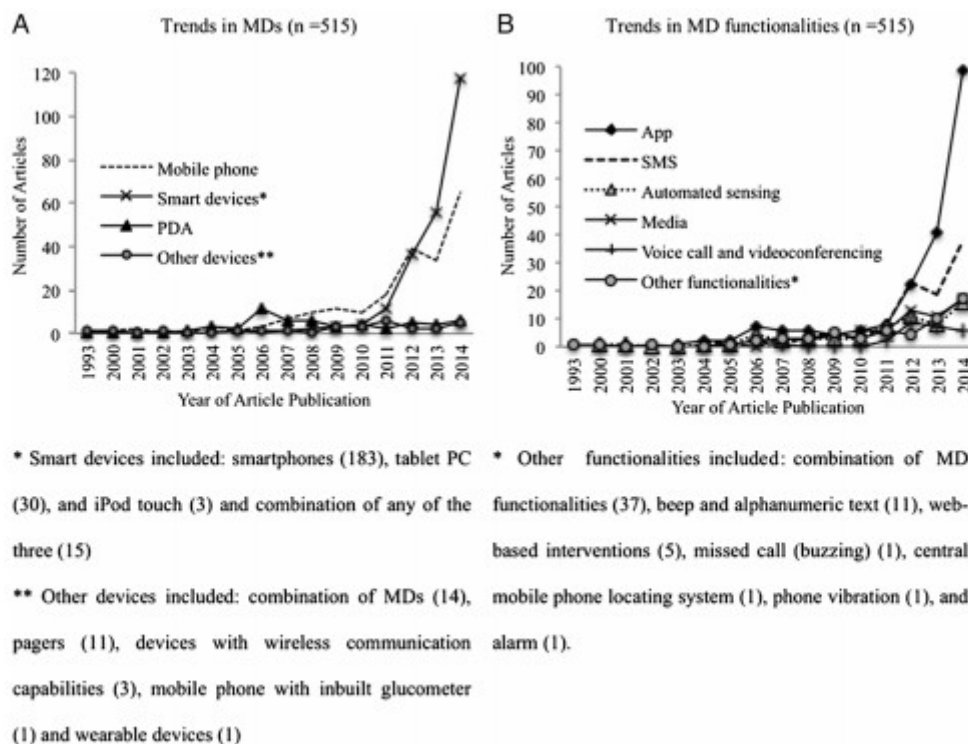 A
Trends in MDs (n =515)
Number of Articles
120
100
80
60
40
20
0
Mobile phone
Smart devices*
PDA
Other devices**
1993
2000
2001
2002
2003
2004
2005
2006
2007
2008
2009
2010
2011
2012
2013
2014
Year of Article Publication
* Smart devices included: smartphones (183), tablet PC
(30), and iPod touch (3) and combination of any of the
three (15)
** Other devices included: combination of MDs (14),
pagers (11), devices with wireless communication
capabilities (3), mobile phone with inbuilt glucometer
(1) and wearable devices (1)
B
Trends in MD functionalities (n =515)
Number of Articles
100
90
80
70
60
50
40
30
20
10
0
App
SMS
Automated sensing
Media
Voice call and videoconferencing
Other functionalities*
1993
2000
2001
2002
2003
2004
2005
2006
2007
2008
2009
2010
2011
2012
2013
2014
Year of Article Publication
* Other functionalities included: combination of MD
functionalities (37), beep and alphanumeric text (11), web-
based interventions (5), missed call (buzzing) (1), central
mobile phone locating system (1), phone vibration (1), and
alarm (1).